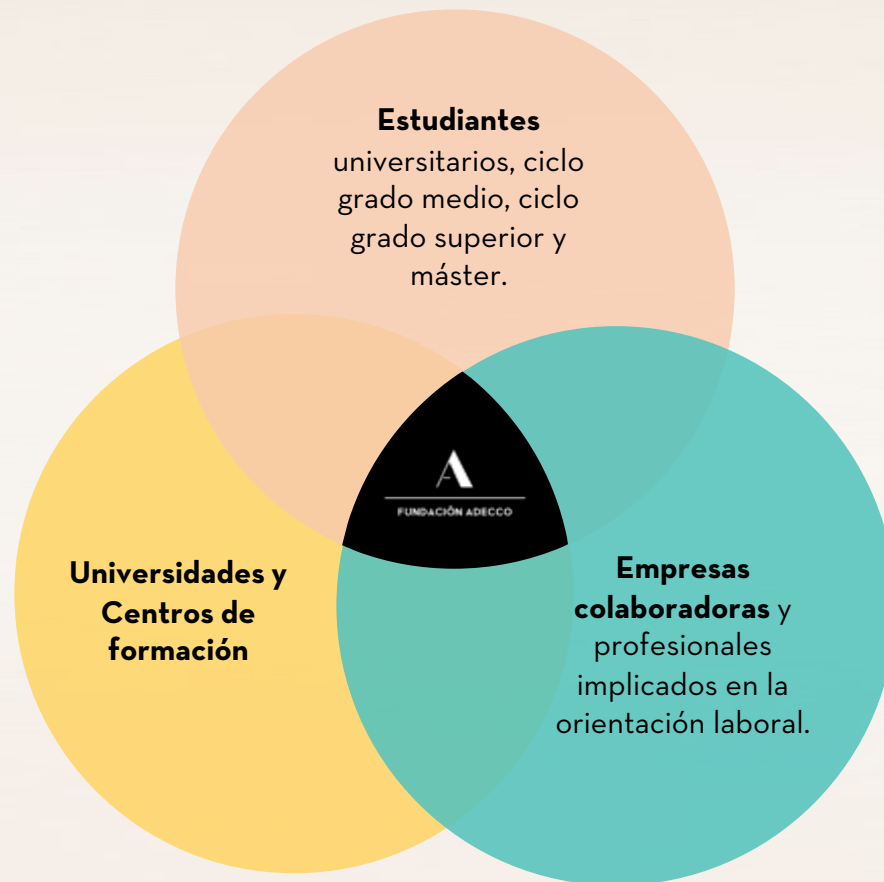 Estudiantes
universitarios, ciclo
grado medio, ciclo
grado superior y
máster.
FUNDACIÓN ADECCO
Universidades y
Centros de
formación
Empresas
colaboradoras y
profesionales
implicados en la
orientación laboral.